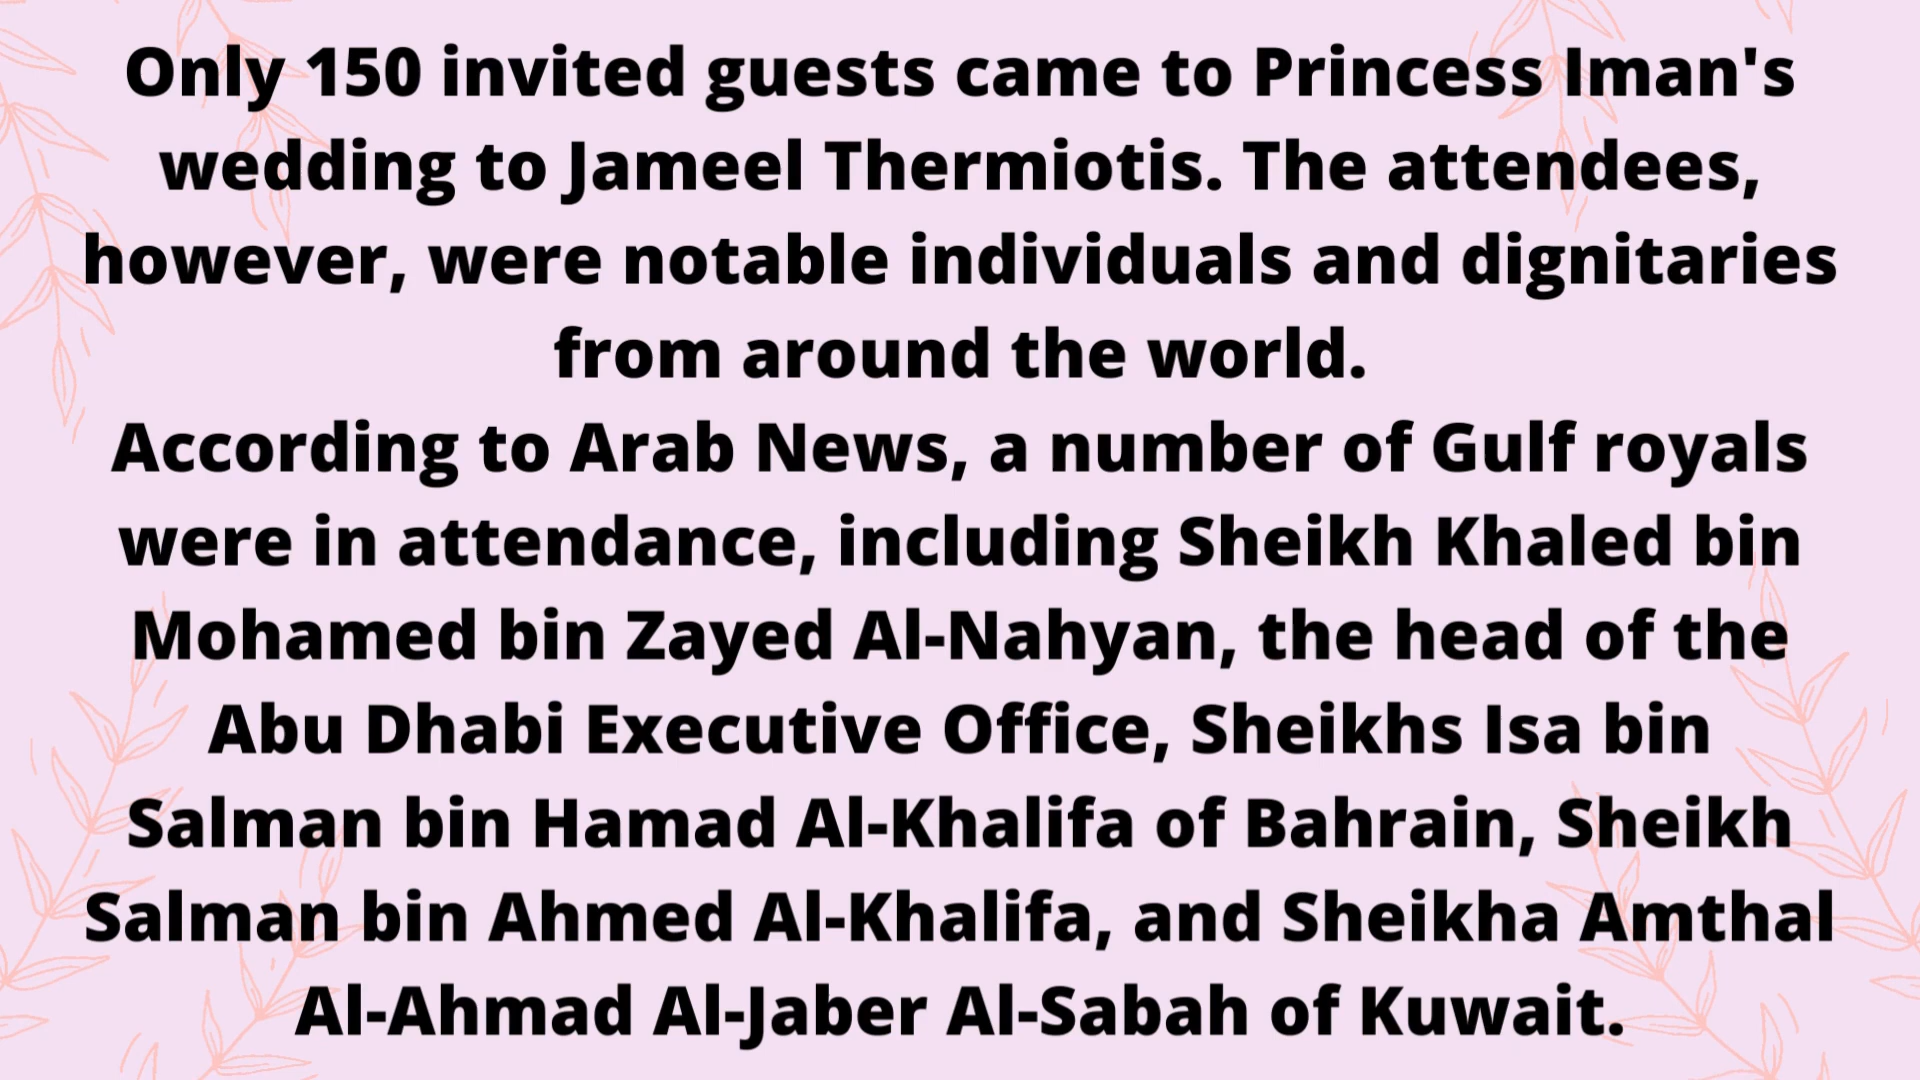 Only 150 invited guests came to Princess Iman's
wedding to Jameel Thermiotis. The attendees,
however, were notable individuals and dignitaries
from around the world.
According to Arab News, a number of Gulf royals
were in attendance, including Sheikh Khaled bin
Mohamed bin Zayed Al-Nahyan, the head of the
Abu Dhabi Executive Office, Sheikhs Isa bin
Salman bin Hamad Al-Khalifa of Bahrain, Sheikh
Salman bin Ahmed Al-Khalifa, and Sheikha Amthal
Al-Ahmad Al-Jaber Al-Sabah of Kuwait.